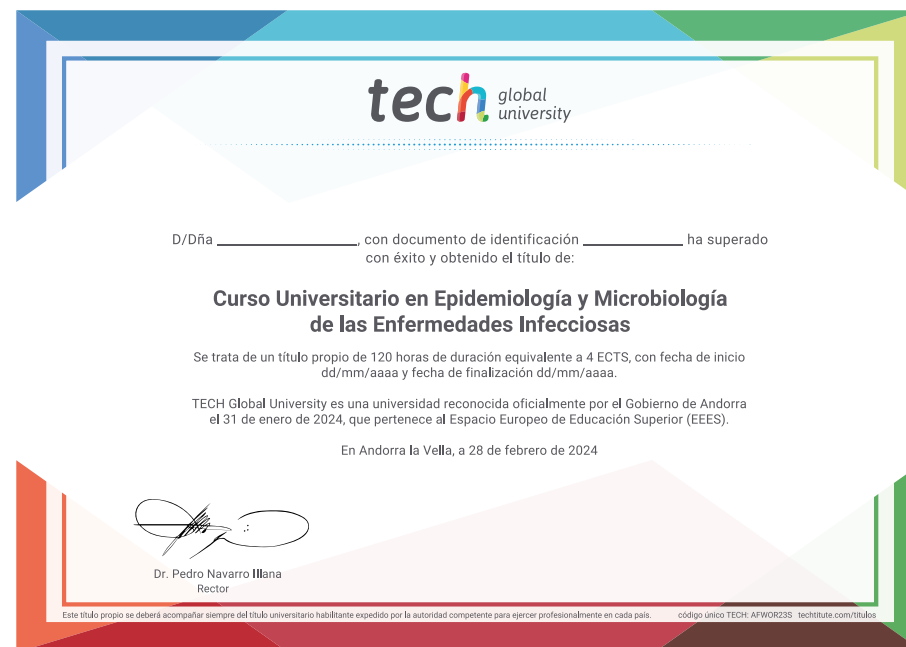 tech global university
D/Dña ____________________, con documento de identificación ______________ ha superado
con éxito y obtenido el título de:
Curso Universitario en Epidemiología y Microbiología
de las Enfermedades Infecciosas
Se trata de un título propio de 120 horas de duración equivalente a 4 ECTS, con fecha de inicio
dd/mm/aaaa y fecha de finalización dd/mm/aaaa.
TECH Global University es una universidad reconocida oficialmente por el Gobierno de Andorra
el 31 de enero de 2024, que pertenece al Espacio Europeo de Educación Superior (EEES).
En Andorra la Vella, a 28 de febrero de 2024
Dr. Pedro Navarro Illana
Rector
Este título propio se deberá acompañar siempre del título universitario habilitante expedido por la autoridad competente para ejercer profesionalmente en cada país. código único TECH: AFWOR23S techtitute.com/titulos